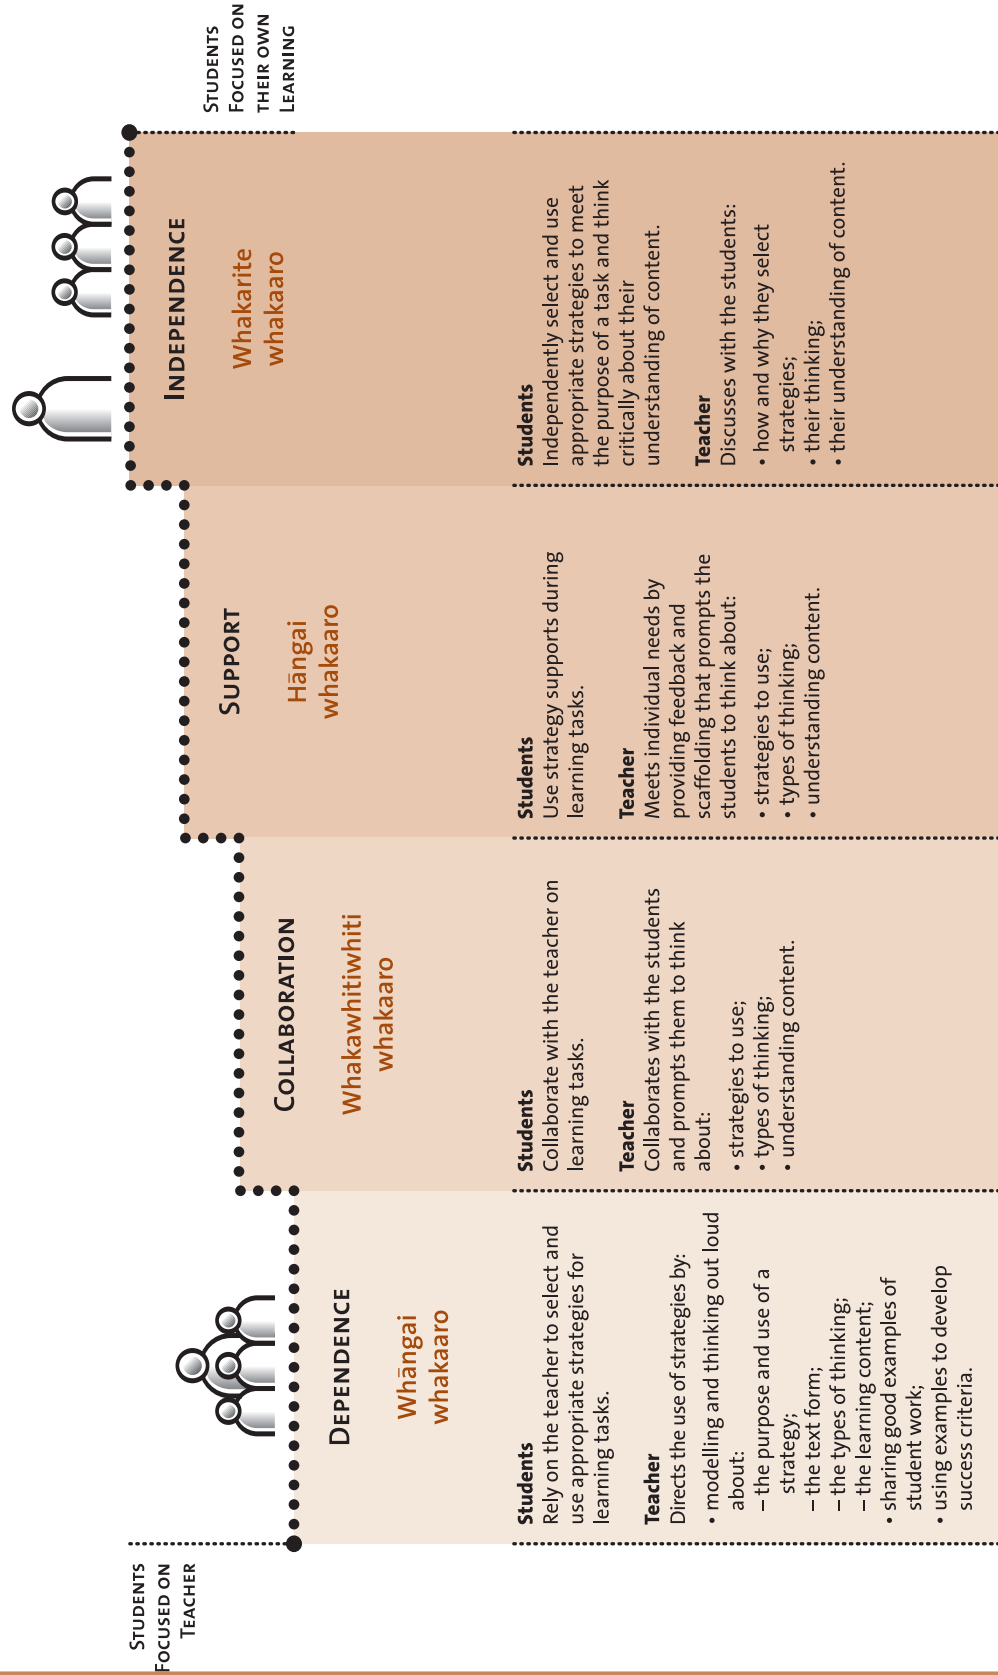 STUDENTS
FOCUSED ON
TEACHER
DEPENDENCE
Whāngai
whakaaro
Students
Rely on the teacher to select and
use appropriate strategies for
learning tasks.
Teacher
Directs the use of strategies by:
• modelling and thinking out loud
about:
– the purpose and use of a
strategy;
– the text form;
– the types of thinking;
– the learning content;
• sharing good examples of
student work;
• using examples to develop
success criteria.
COLLABORATION
Whakawhitiwhiti
whakaaro
Students
Collaborate with the teacher on
learning tasks.
Teacher
Collaborates with the students
and prompts them to think
about:
• strategies to use;
• types of thinking;
• understanding content.
SUPPORT
Hāngai
whakaaro
Students
Use strategy supports during
learning tasks.
Teacher
Meets individual needs by
providing feedback and
scaffolding that prompts the
students to think about:
• strategies to use;
• types of thinking;
• understanding content.
INDEPENDENCE
Whakarite
whakaaro
Students
Independently select and use
appropriate strategies to meet
the purpose of a task and think
critically about their
understanding of content.
Teacher
Discusses with the students:
• how and why they select
strategies;
• their thinking;
• their understanding of content.
STUDENTS
FOCUSED ON
THEIR OWN
LEARNING